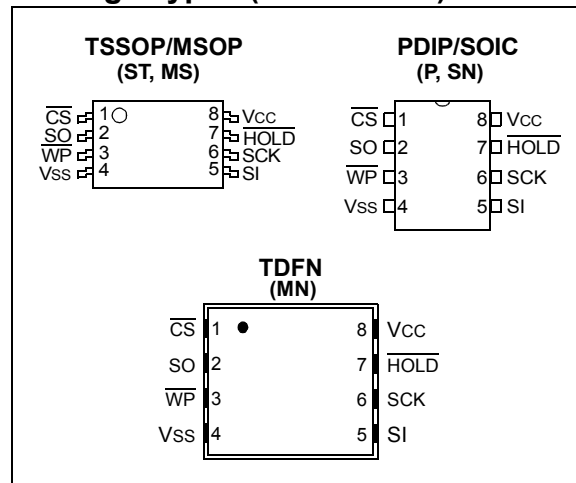 TSSOP/MSOP
(ST, MS)
CS 1 8 VCC
SO 2 7 HOLD
WP 3 6 SCK
VSS 4 5 SI
PDIP/SOIC
(P, SN)
CS 1 8 VCC
SO 2 7 HOLD
WP 3 6 SCK
VSS 4 5 SI
TDFN
(MN)
CS 1 8 VCC
SO 2 7 HOLD
WP 3 6 SCK
VSS 4 5 SI